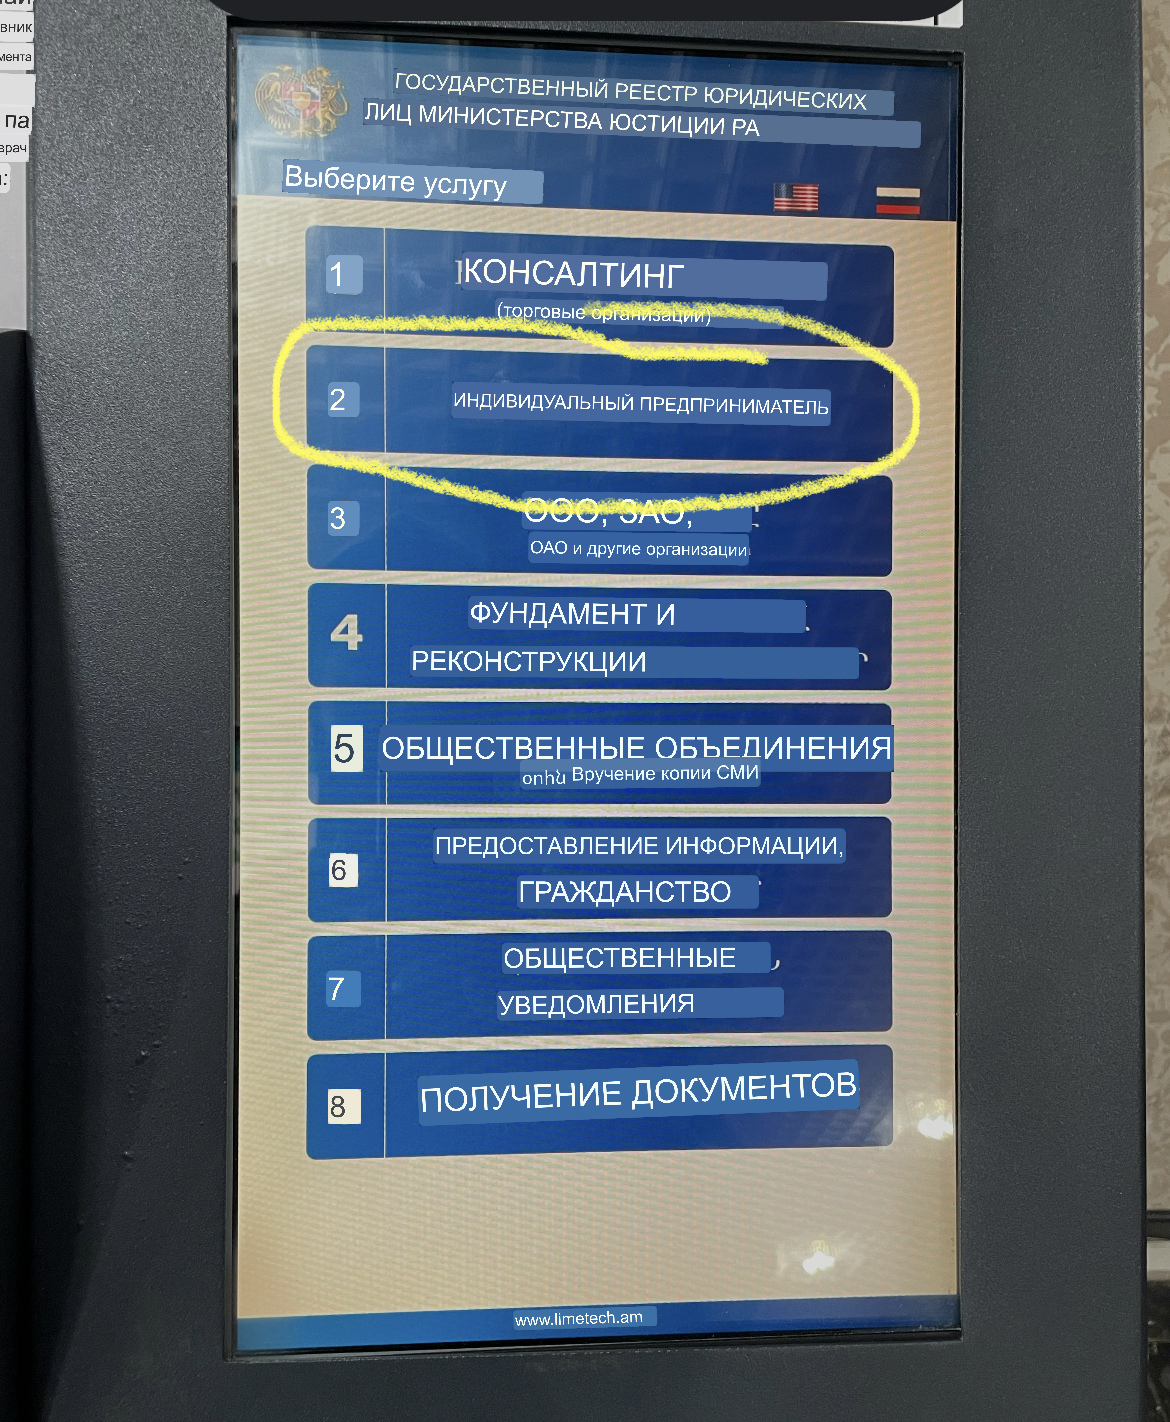 вник
мента
па
врач
ГОСУДАРСТВЕННЫЙ РЕЕСТР ЮРИДИЧЕСКИХ
ЛИЦ МИНИСТЕРСТВА ЮСТИЦИИ РА
Выберите услугу
1 КОНСАЛТИНГ
(торговые организации)
2 ИНДИВИДУАЛЬНЫЙ ПРЕДПРИНИМАТЕЛЬ
3 ООО, ЗАО,
ОАО и другие организации
4 ФУНДАМЕНТ И
РЕКОНСТРУКЦИИ
5 ОБЩЕСТВЕННЫЕ ОБЪЕДИНЕНИЯ
օրին Вручение копии СМИ
6 ПРЕДОСТАВЛЕНИЕ ИНФОРМАЦИИ,
ГРАЖДАНСТВО
7 ОБЩЕСТВЕННЫЕ
УВЕДОМЛЕНИЯ
8 ПОЛУЧЕНИЕ ДОКУМЕНТОВ
www.limetech.am